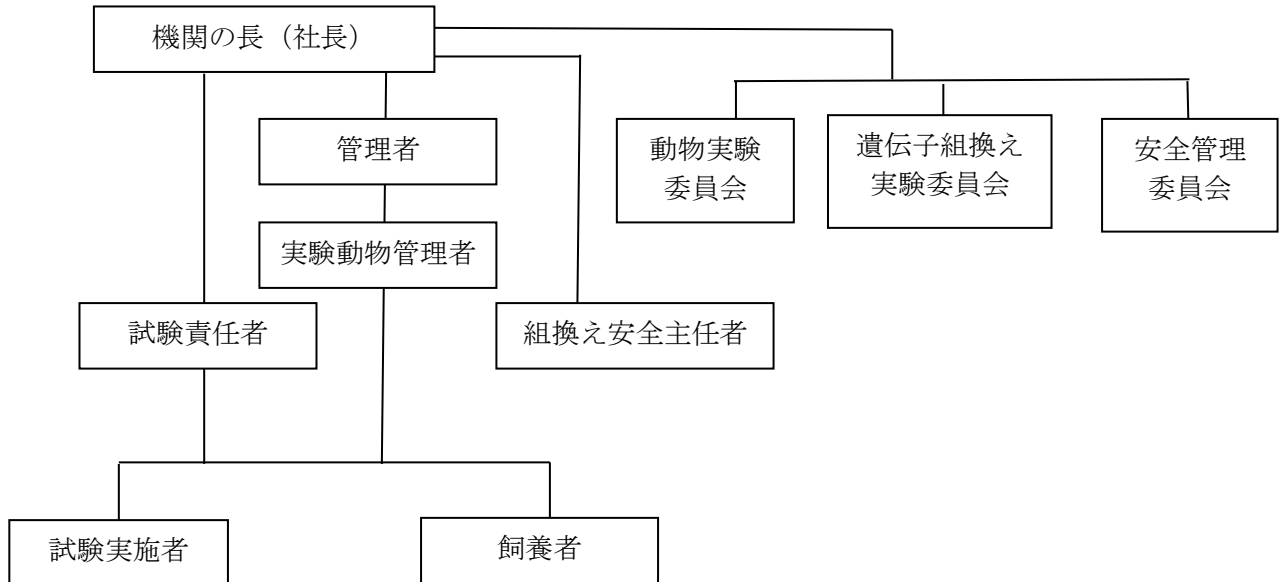 機関の長（社長）
管理者
動物実験
委員会
遺伝子組換え
実験委員会
安全管理
委員会
実験動物管理者
試験責任者
組換え安全主任者
試験実施者
飼養者